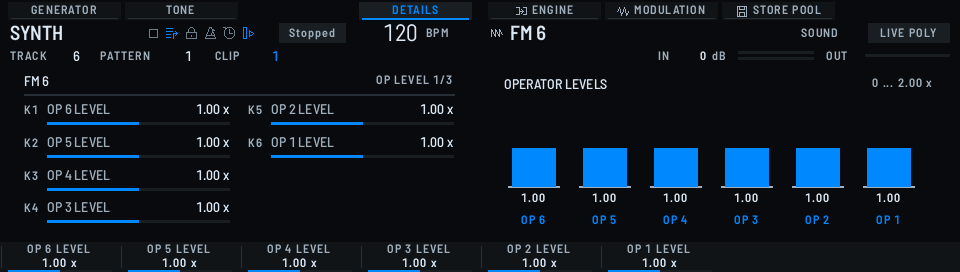 GENERATOR TONE DETAILS ENGINE MODULATION STORE POOL
SYNTH Stopped 120 BPM FM 6 SOUND LIVE POLY
TRACK 6 PATTERN 1 CLIP 1 IN 0 dB OUT
FM 6 OP LEVEL 1/3 OPERATOR LEVELS 0 ... 2.00 x
K1 OP 6 LEVEL 1.00 x K5 OP 2 LEVEL 1.00 x
K2 OP 5 LEVEL 1.00 x K6 OP 1 LEVEL 1.00 x
K3 OP 4 LEVEL 1.00 x
K4 OP 3 LEVEL 1.00 x
1.00 1.00 1.00 1.00 1.00 1.00
OP 6 OP 5 OP 4 OP 3 OP 2 OP 1
OP 6 LEVEL OP 5 LEVEL OP 4 LEVEL OP 3 LEVEL OP 2 LEVEL OP 1 LEVEL
1.00 x 1.00 x 1.00 x 1.00 x 1.00 x 1.00 x